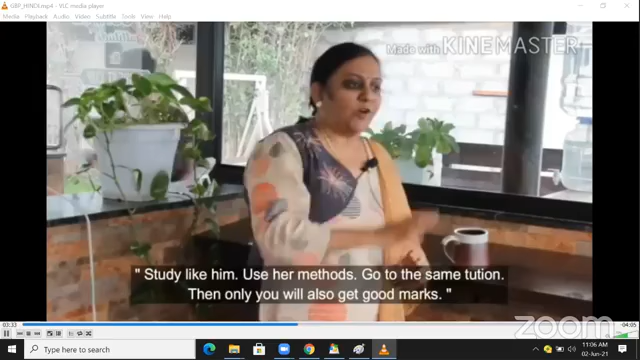 GBP_HINDI.mp4 - VLC media player
Media Playback Audio Video Subtitle Tools View Help
Made with KINEMASTER
" Study like him. Use her methods. Go to the same tution.
Then only you will also get good marks. "
03:33
-04:05
zoom
Type here to search
11:06 AM
02-Jun-21